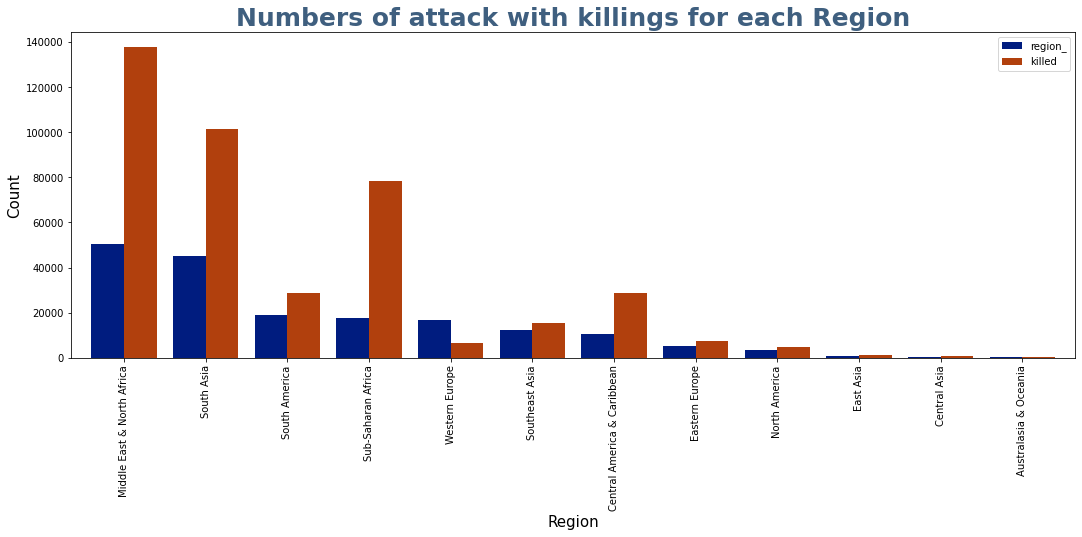 Numbers of attack with killings for each Region
region_
killed
Count
140000
120000
100000
80000
60000
40000
20000
0
Middle East & North Africa
South Asia
South America
Sub-Saharan Africa
Western Europe
Southeast Asia
Central America & Caribbean
Eastern Europe
North America
East Asia
Central Asia
Australasia & Oceania
Region